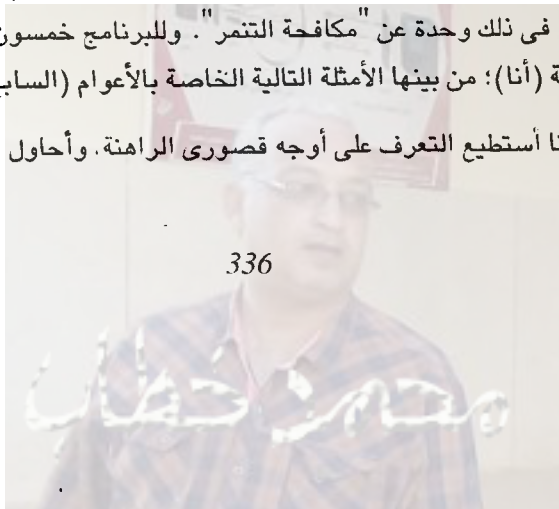 فى ذلك وحدة عن "مكافحة التنمر". وللبرنامج خمسون
ة (أنا)؛ من بينها الأمثلة التالية الخاصة بالأعوام (الساب
نا أستطيع التعرف على أوجه قصورى الراهنة. وأحاول
336
محمد خطاب